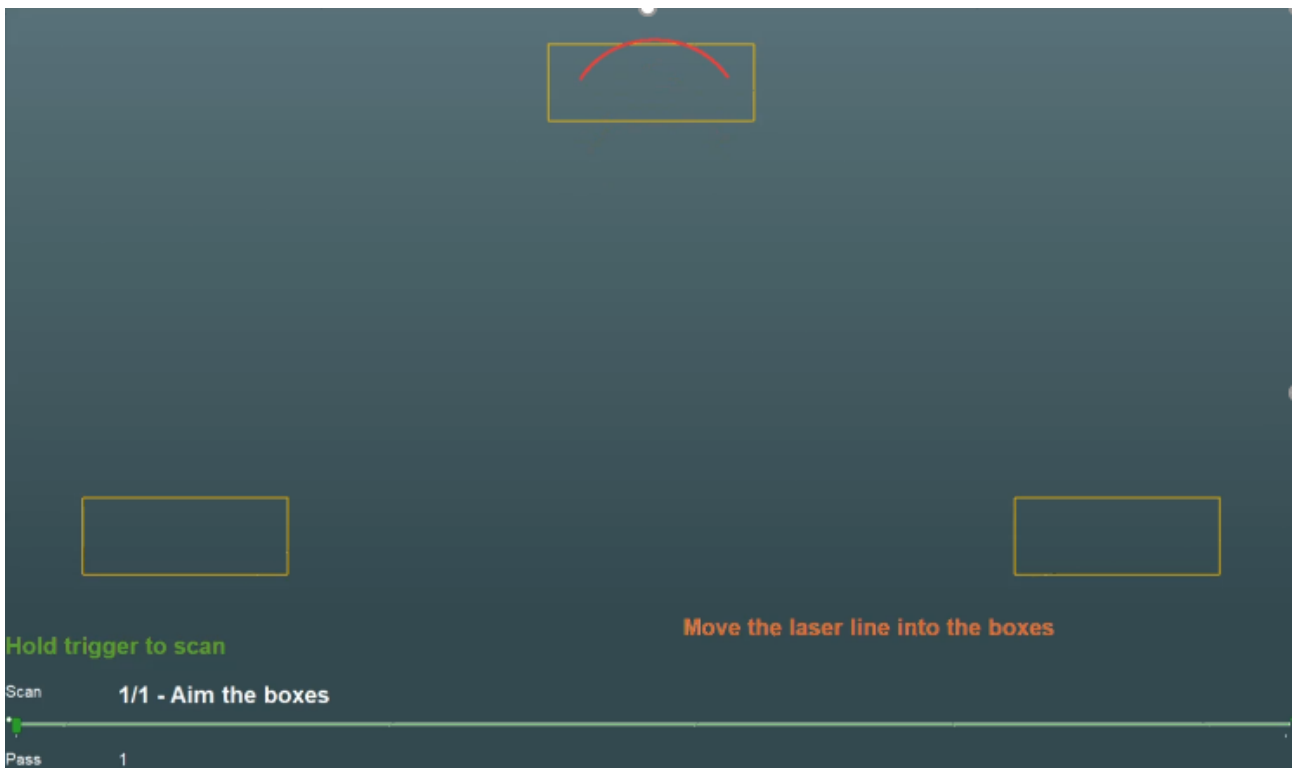 Move the laser line into the boxes
Hold trigger to scan
Scan 1/1 - Aim the boxes
Pass 1